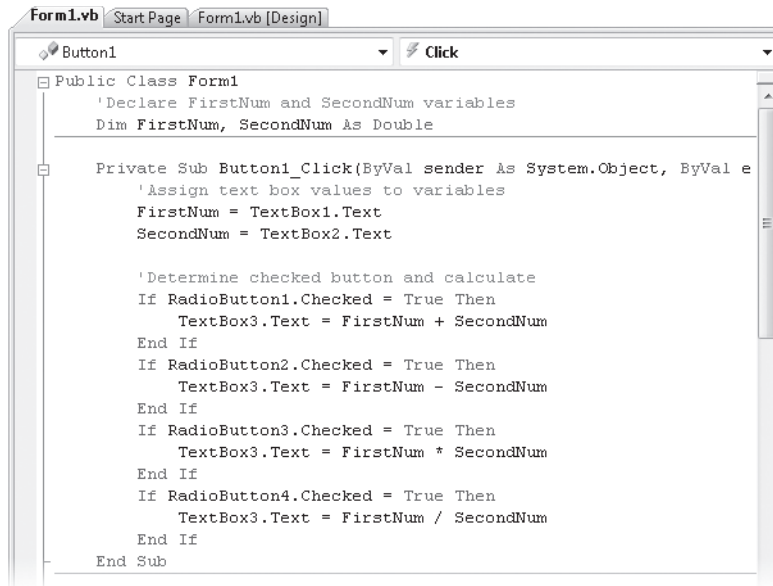 Form1.vb Start Page Form1.vb [Design]
Button1 Click
Public Class Form1
'Declare FirstNum and SecondNum variables
Dim FirstNum, SecondNum As Double
Private Sub Button1_Click(ByVal sender As System.Object, ByVal e
'Assign text box values to variables
FirstNum = TextBox1.Text
SecondNum = TextBox2.Text
'Determine checked button and calculate
If RadioButton1.Checked = True Then
TextBox3.Text = FirstNum + SecondNum
End If
If RadioButton2.Checked = True Then
TextBox3.Text = FirstNum - SecondNum
End If
If RadioButton3.Checked = True Then
TextBox3.Text = FirstNum * SecondNum
End If
If RadioButton4.Checked = True Then
TextBox3.Text = FirstNum / SecondNum
End If
End Sub